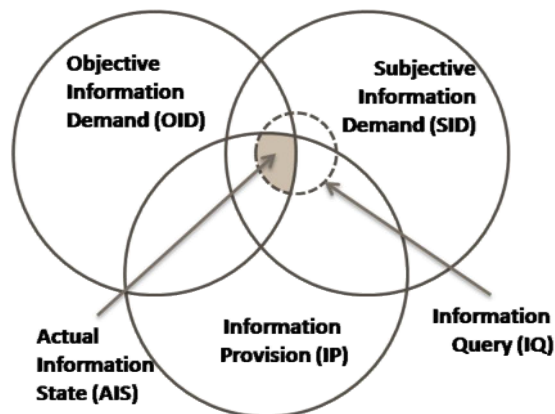 Objective
Information
Demand (OID)
Subjective
Information
Demand (SID)
Actual
Information
State (AIS)
Information
Provision (IP)
Information
Query (IQ)